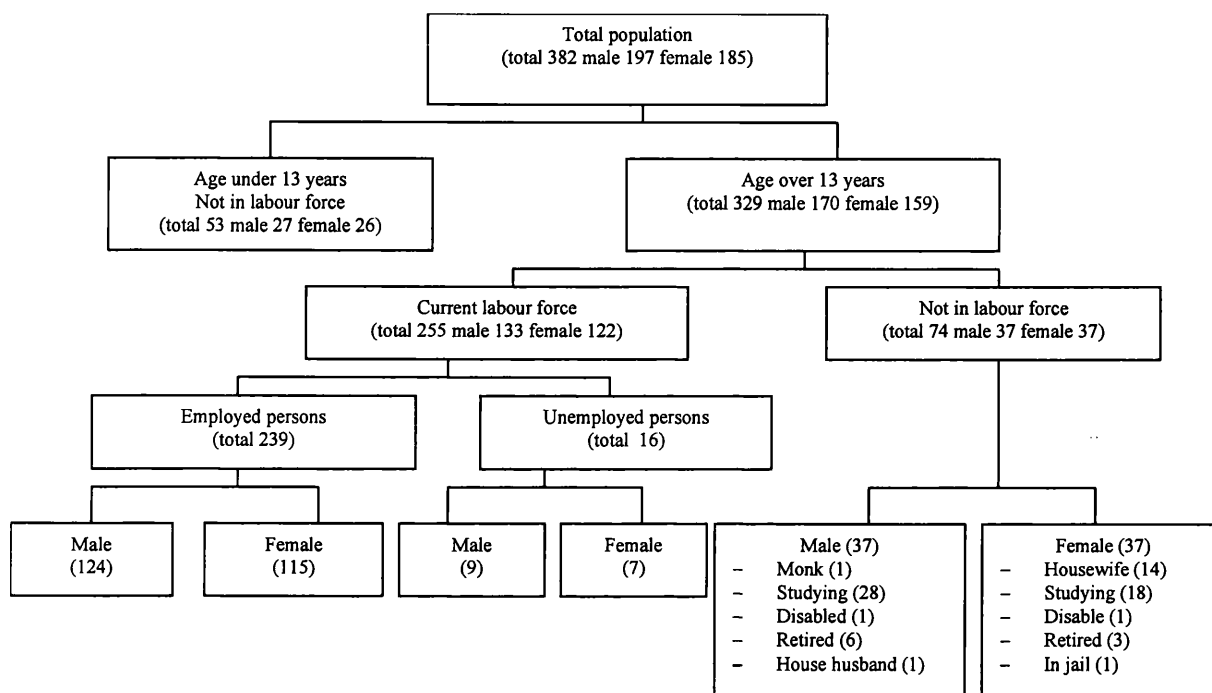 Total population
(total 382 male 197 female 185)
Age under 13 years
Not in labour force
(total 53 male 27 female 26)
Age over 13 years
(total 329 male 170 female 159)
Current labour force
(total 255 male 133 female 122)
Not in labour force
(total 74 male 37 female 37)
Employed persons
(total 239)
Unemployed persons
(total 16)
Male
(124)
Female
(115)
Male
(9)
Female
(7)
Male (37)
– Monk (1)
– Studying (28)
– Disabled (1)
– Retired (6)
– House husband (1)
Female (37)
– Housewife (14)
– Studying (18)
– Disable (1)
– Retired (3)
– In jail (1)